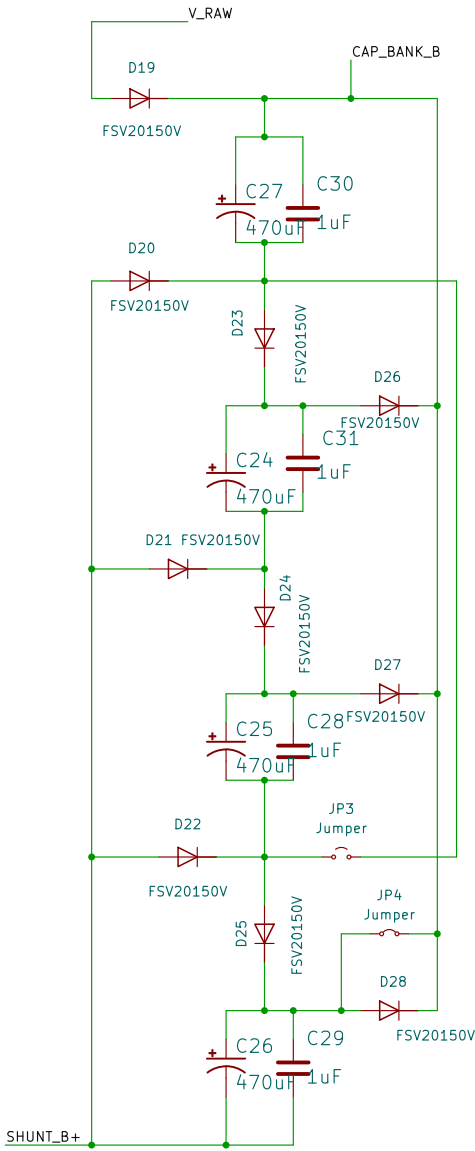 V_RAW
CAP_BANK_B
D19
FSV20150V
C27
C30
470uF
1uF
D20
FSV20150V
D23
FSV20150V
D26
FSV20150V
C31
C24
1uF
470uF
D21 FSV20150V
D24
FSV20150V
D27
FSV20150V
C28
C25
1uF
470uF
JP3
Jumper
D22
FSV20150V
JP4
Jumper
D25
FSV20150V
D28
FSV20150V
C29
C26
1uF
470uF
SHUNT_B+
+
+
+
+